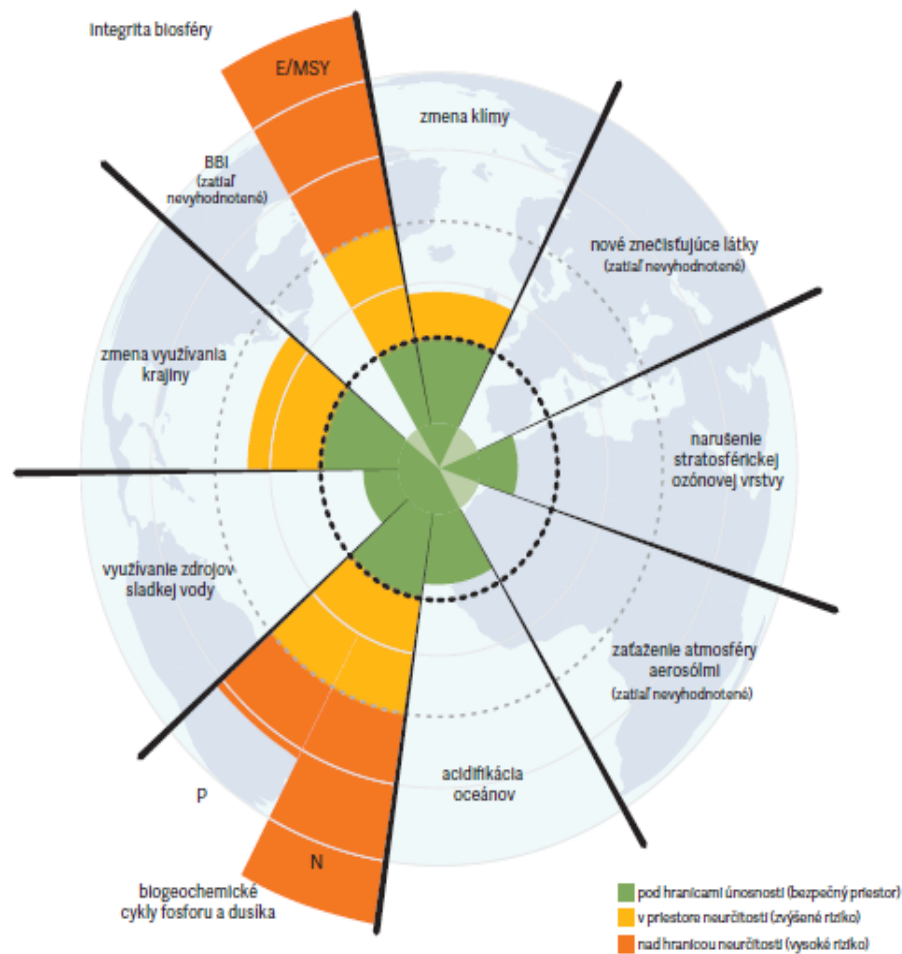 integrita biosféry
E/MSY
zmena klímy
BBI
(zatiaľ
nevyhodnotené)
nové znečisťujúce látky
(zatiaľ nevyhodnotené)
zmena využívania
krajiny
narušenie
stratosférickej
ozónovej vrstvy
využívanie zdrojov
sladkej vody
zaťaženie atmosféry
aerosólmi
(zatiaľ nevyhodnotené)
acidifikácia
oceánov
P
N
biogeochemické
cykly fosforu a dusíka
pod hranicami únosnosti (bezpečný priestor)
v priestore neurčitosti (zvýšené riziko)
nad hranicou neurčitosti (vysoké riziko)